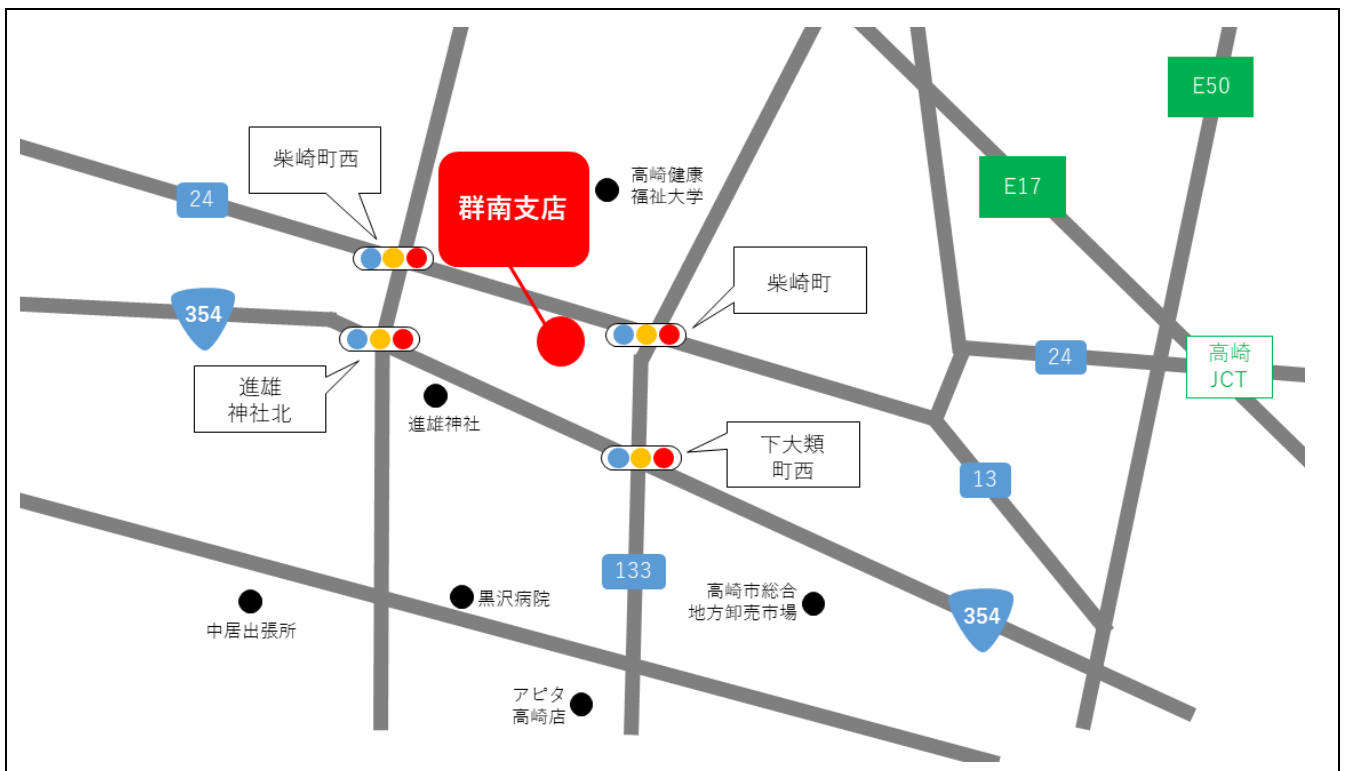 E50
柴崎町西
高崎健康
福祉大学
E17
24
群南支店
柴崎町
354
高崎
JCT
24
進雄
神社北
進雄神社
下大類
町西
13
133
高崎市総合
地方卸売市場
黒沢病院
354
中居出張所
アピタ
高崎店